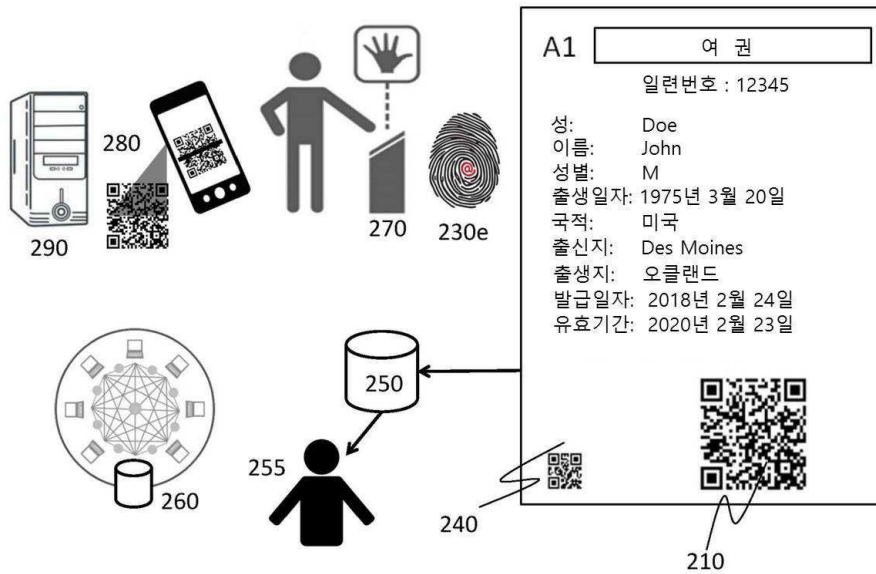 A1
여 권
일련번호 : 12345
성: Doe
이름: John
성별: M
출생일자: 1975년 3월 20일
국적: 미국
출신지: Des Moines
출생지: 오클랜드
발급일자: 2018년 2월 24일
유효기간: 2020년 2월 23일
280
290
270
@
230e
250
255
260
240
210